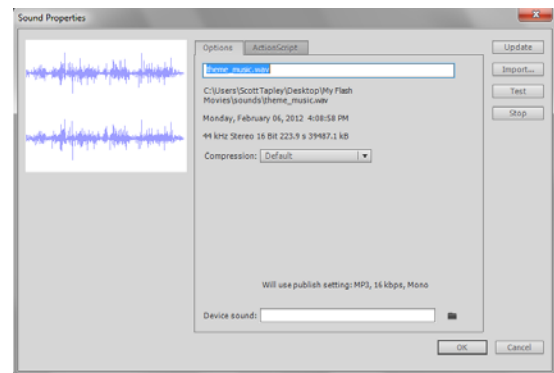 Sound Properties
Options
ActionScript
Update
theme_music.wav
Import...
C:\Users\ScottTapley\Desktop\My Flash
Movies\sounds\theme_music.wav
Test
Monday, February 06, 2012 4:08:58 PM
Stop
44 kHz Stereo 16 Bit 223.9 s 39487.1 kB
Compression: Default
Will use publish setting: MP3, 16 kbps, Mono
Device sound:
OK
Cancel